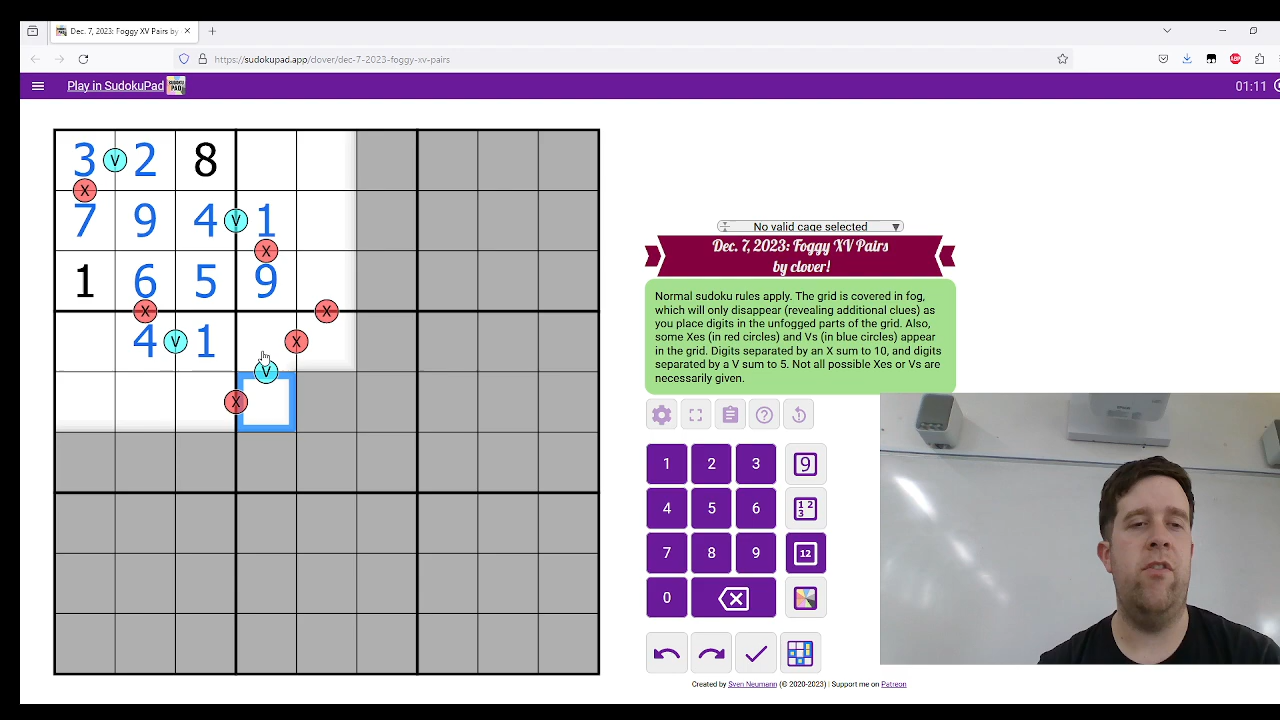 Dec. 7, 2023: Foggy XV Pairs by
https://sudokupad.app/clover/dec-7-2023-foggy-xv-pairs
Play in SudokuPad
SUDOKU PAD
01:11
3 V 2 8
X
7 9 4 V 1
X
1 6 5 9
X X
4 V 1 X
V
X
No valid cage selected
Dec. 7, 2023: Foggy XV Pairs
by clover!
Normal sudoku rules apply. The grid is covered in fog,
which will only disappear (revealing additional clues) as
you place digits in the unfogged parts of the grid. Also,
some Xes (in red circles) and Vs (in blue circles) appear
in the grid. Digits separated by an X sum to 10, and digits
separated by a V sum to 5. Not all possible Xes or Vs are
necessarily given.
1 2 3 9
4 5 6 1 2 3
7 8 9 12
0
Created by Sven Neumann (© 2020-2023) | Support me on Patreon